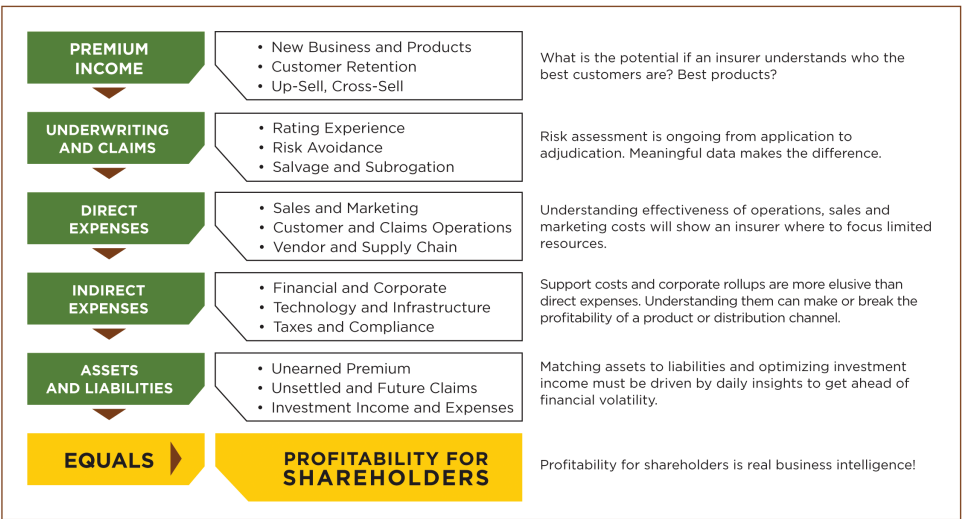 PREMIUM
INCOME
• New Business and Products
• Customer Retention
• Up-Sell, Cross-Sell
What is the potential if an insurer understands who the
best customers are? Best products?
UNDERWRITING
AND CLAIMS
• Rating Experience
• Risk Avoidance
• Salvage and Subrogation
Risk assessment is ongoing from application to
adjudication. Meaningful data makes the difference.
DIRECT
EXPENSES
• Sales and Marketing
• Customer and Claims Operations
• Vendor and Supply Chain
Understanding effectiveness of operations, sales and
marketing costs will show an insurer where to focus limited
resources.
INDIRECT
EXPENSES
• Financial and Corporate
• Technology and Infrastructure
• Taxes and Compliance
Support costs and corporate rollups are more elusive than
direct expenses. Understanding them can make or break the
profitability of a product or distribution channel.
ASSETS
AND LIABILITIES
• Unearned Premium
• Unsettled and Future Claims
• Investment Income and Expenses
Matching assets to liabilities and optimizing investment
income must be driven by daily insights to get ahead of
financial volatility.
EQUALS
PROFITABILITY FOR
SHAREHOLDERS
Profitability for shareholders is real business intelligence!